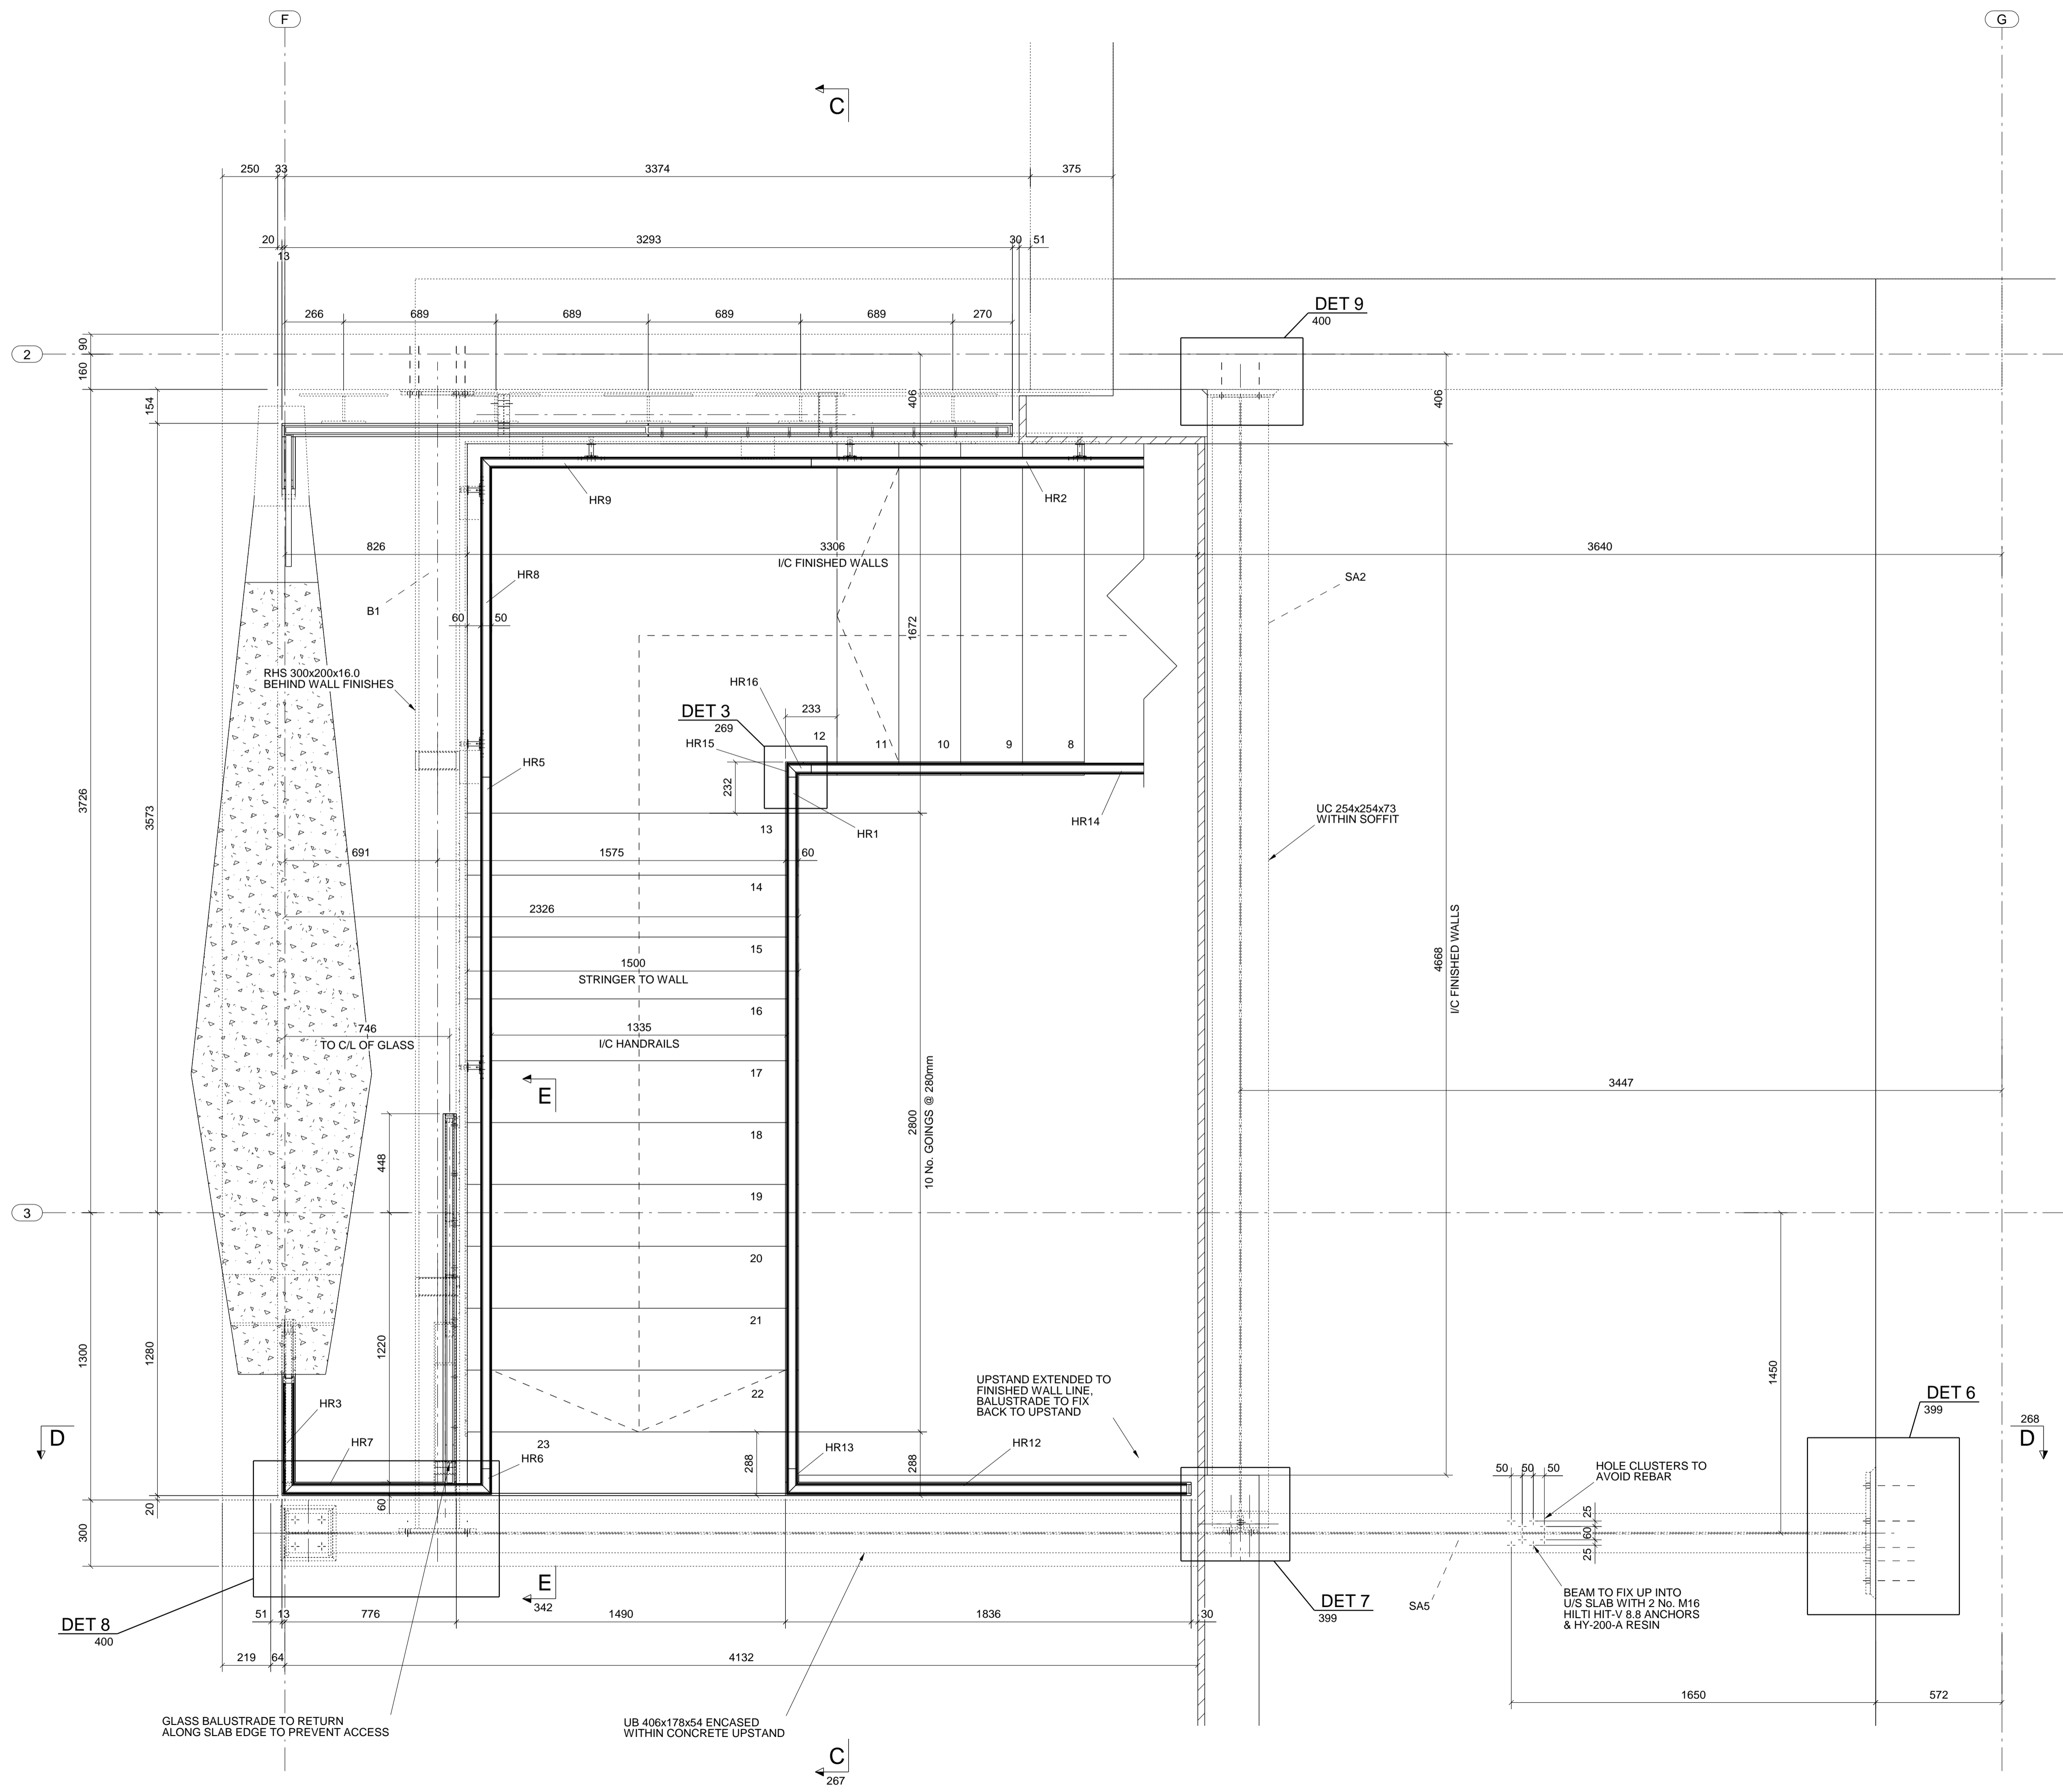 F
G
C
250
33
3374
375
20
13
3293
30
51
266
689
689
689
689
270
DET 9
400
2
90
160
154
406
406
HR9
HR2
826
3306
I/C FINISHED WALLS
3640
HR8
SA2
B1
60
50
1672
RHS 300x200x16.0
BEHIND WALL FINISHES
HR16
DET 3
269
233
HR15
12
11
10
9
8
HR5
232
3726
3573
UC 254x254x73
WITHIN SOFFIT
HR14
13
HR1
691
1575
60
14
2326
15
1500
STRINGER TO WALL
4668
I/C FINISHED WALLS
16
746
TO C/L OF GLASS
1335
I/C HANDRAILS
17
E
3447
2800
10 No. GOINGS @ 280mm
18
448
19
3
20
21
1300
1280
1220
1450
UPSTAND EXTENDED TO
FINISHED WALL LINE,
BALUSTRADE TO FIX
BACK TO UPSTAND
22
DET 6
399
HR3
D
268
D
HR7
23
HR6
HR13
HR12
288
288
50
50
50
HOLE CLUSTERS TO
AVOID REBAR
20
60
300
25
60
25
E
342
BEAM TO FIX UP INTO
U/S SLAB WITH 2 No. M16
HILTI HIT-V 8.8 ANCHORS
& HY-200-A RESIN
SA5
DET 7
399
DET 8
400
51
13
776
1490
1836
30
219
64
4132
1650
572
GLASS BALUSTRADE TO RETURN
ALONG SLAB EDGE TO PREVENT ACCESS
UB 406x178x54 ENCASED
WITHIN CONCRETE UPSTAND
C
267